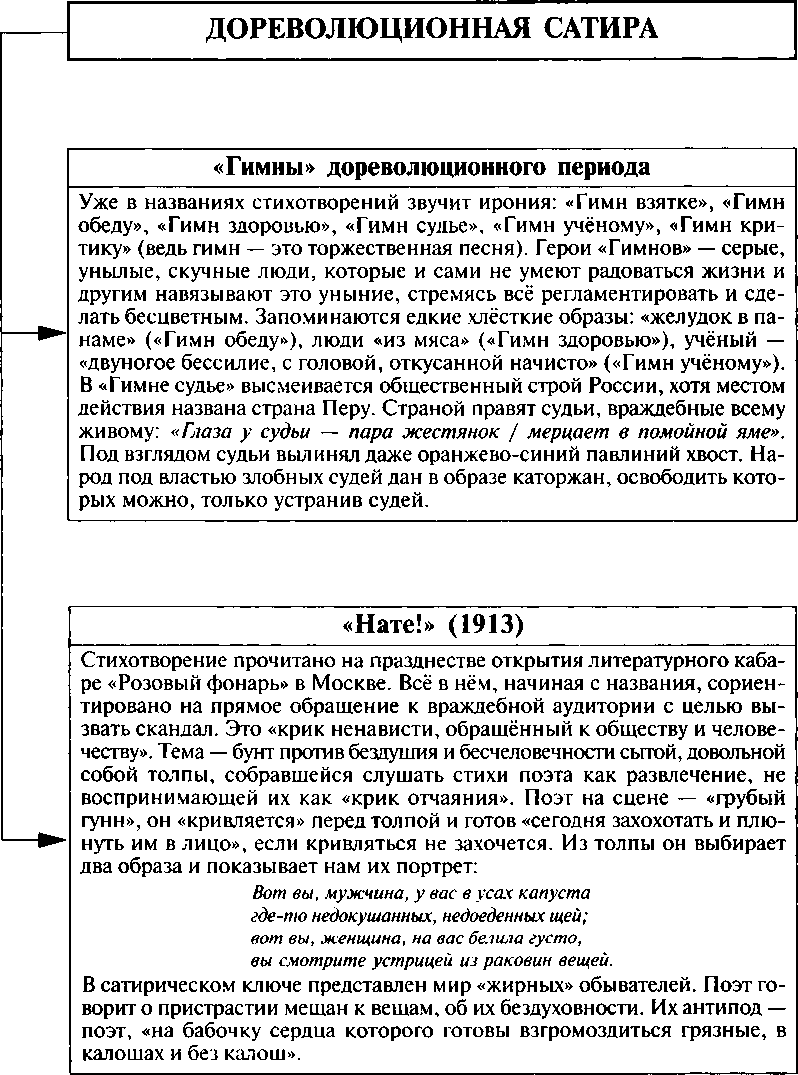 ДОРЕВОЛЮЦИОННАЯ САТИРА
«Гимны» дореволюционного периода
Уже в названиях стихотворений звучит ирония: «Гимн взятке», «Гимн
обеду», «Гимн здоровью», «Гимн судье», «Гимн учёному», «Гимн кри-
тику» (ведь гимн — это торжественная песня). Герои «Гимнов» — серые,
унылые, скучные люди, которые и сами не умеют радоваться жизни и
другим навязывают это уныние, стремясь всё регламентировать и сде-
лать бесцветным. Запоминаются едкие хлёсткие образы: «желудок в па-
наме» («Гимн обеду»), люди «из мяса» («Гимн здоровью»), учёный —
«двуногое бессилие, с головой, откусанной начисто» («Гимн учёному»).
В «Гимне судье» высмеивается общественный строй России, хотя местом
действия названа страна Перу. Страной правят судьи, враждебные всему
живому: «Глаза у судьи — пара жестянок / мерцает в помойной яме».
Под взглядом судьи вылинял даже оранжево-синий павлиний хвост. На-
род под властью злобных судей дан в образе каторжан, освободить кото-
рых можно, только устранив судей.
«Нате!» (1913)
Стихотворение прочитано на празднестве открытия литературного каба-
ре «Розовый фонарь» в Москве. Всё в нём, начиная с названия, сориен-
тировано на прямое обращение к враждебной аудитории с целью вы-
звать скандал. Это «крик ненависти, обращённый к обществу и челове-
честву». Тема — бунт против бездушия и бесчеловечности сытой, довольной
собой толпы, собравшейся слушать стихи поэта как развлечение, не
воспринимающей их как «крик отчаяния». Поэт на сцене — «грубый
гунн», он «кривляется» перед толпой и готов «сегодня захохотать и плю-
нуть им в лицо», если кривляться не захочется. Из толпы он выбирает
два образа и показывает нам их портрет:
Вот вы, мужчина, у вас в усах капуста
где-то недокушанных, недоеденных щей;
вот вы, женщина, на вас белила густо,
вы смотрите устрицей из раковин вещей.
В сатирическом ключе представлен мир «жирных» обывателей. Поэт го-
ворит о пристрастии мещан к вещам, об их бездуховности. Их антипод —
поэт, «на бабочку сердца которого готовы взгромоздиться грязные, в
калошах и без калош».